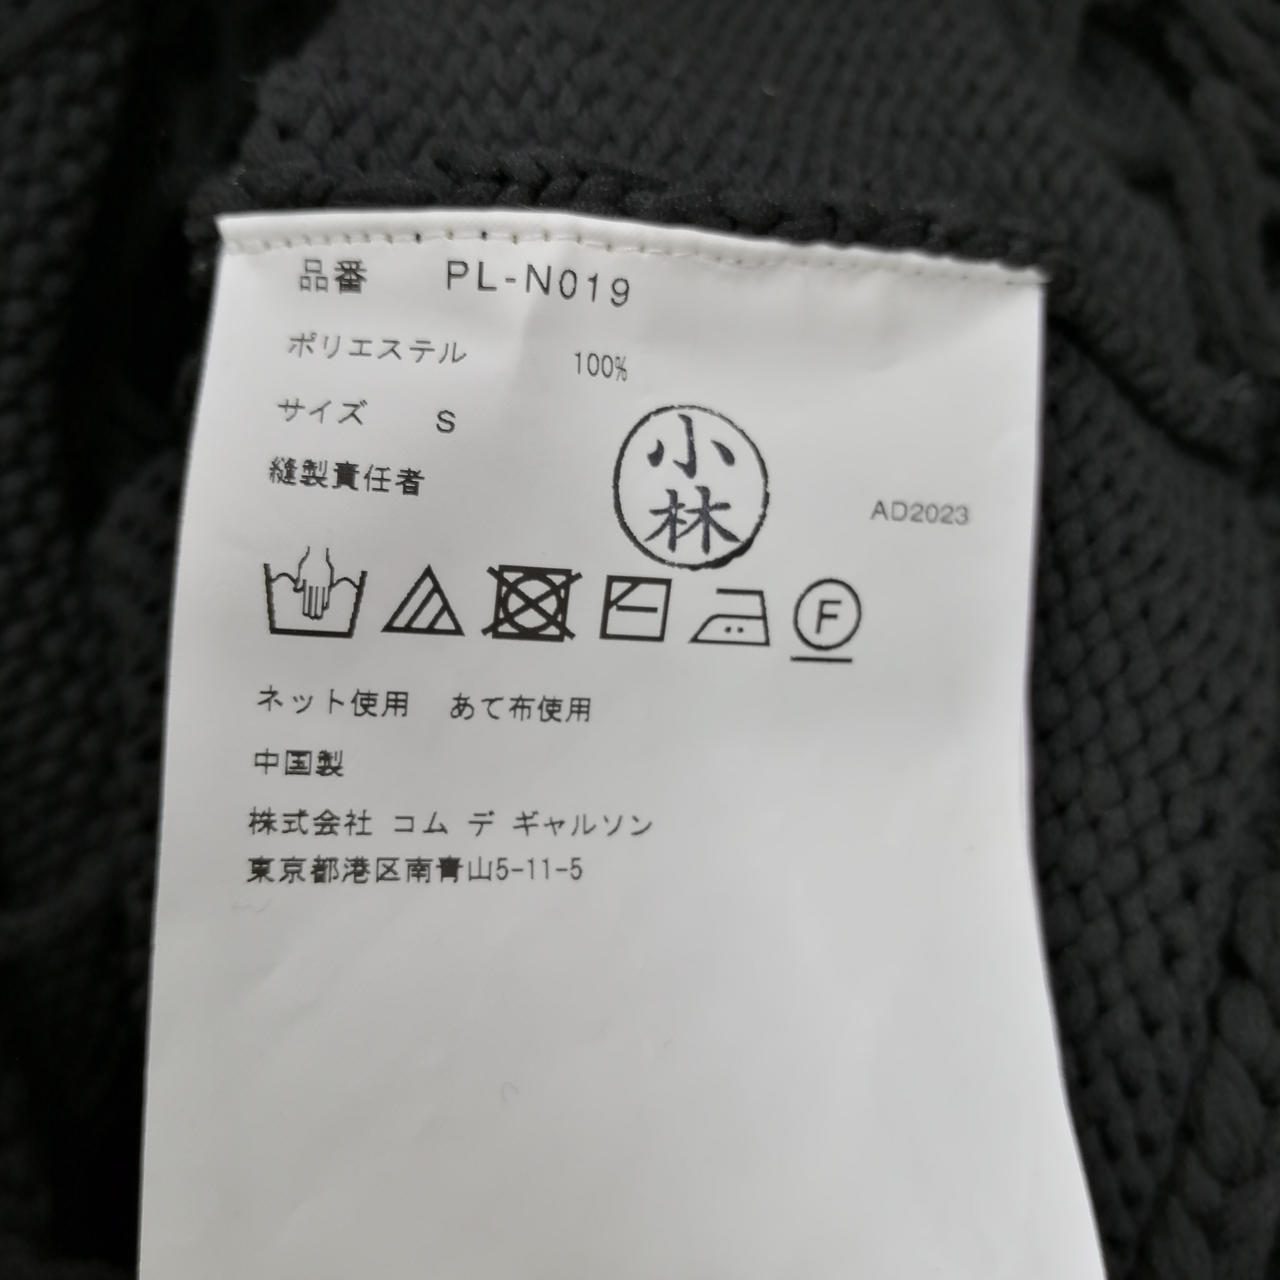 品番 PL-N019
ポリエステル 100%
サイズ S
縫製責任者 小林
AD2023
F
ネット使用 あて布使用
中国製
株式会社 コム デ ギャルソン
東京都港区南青山5-11-5